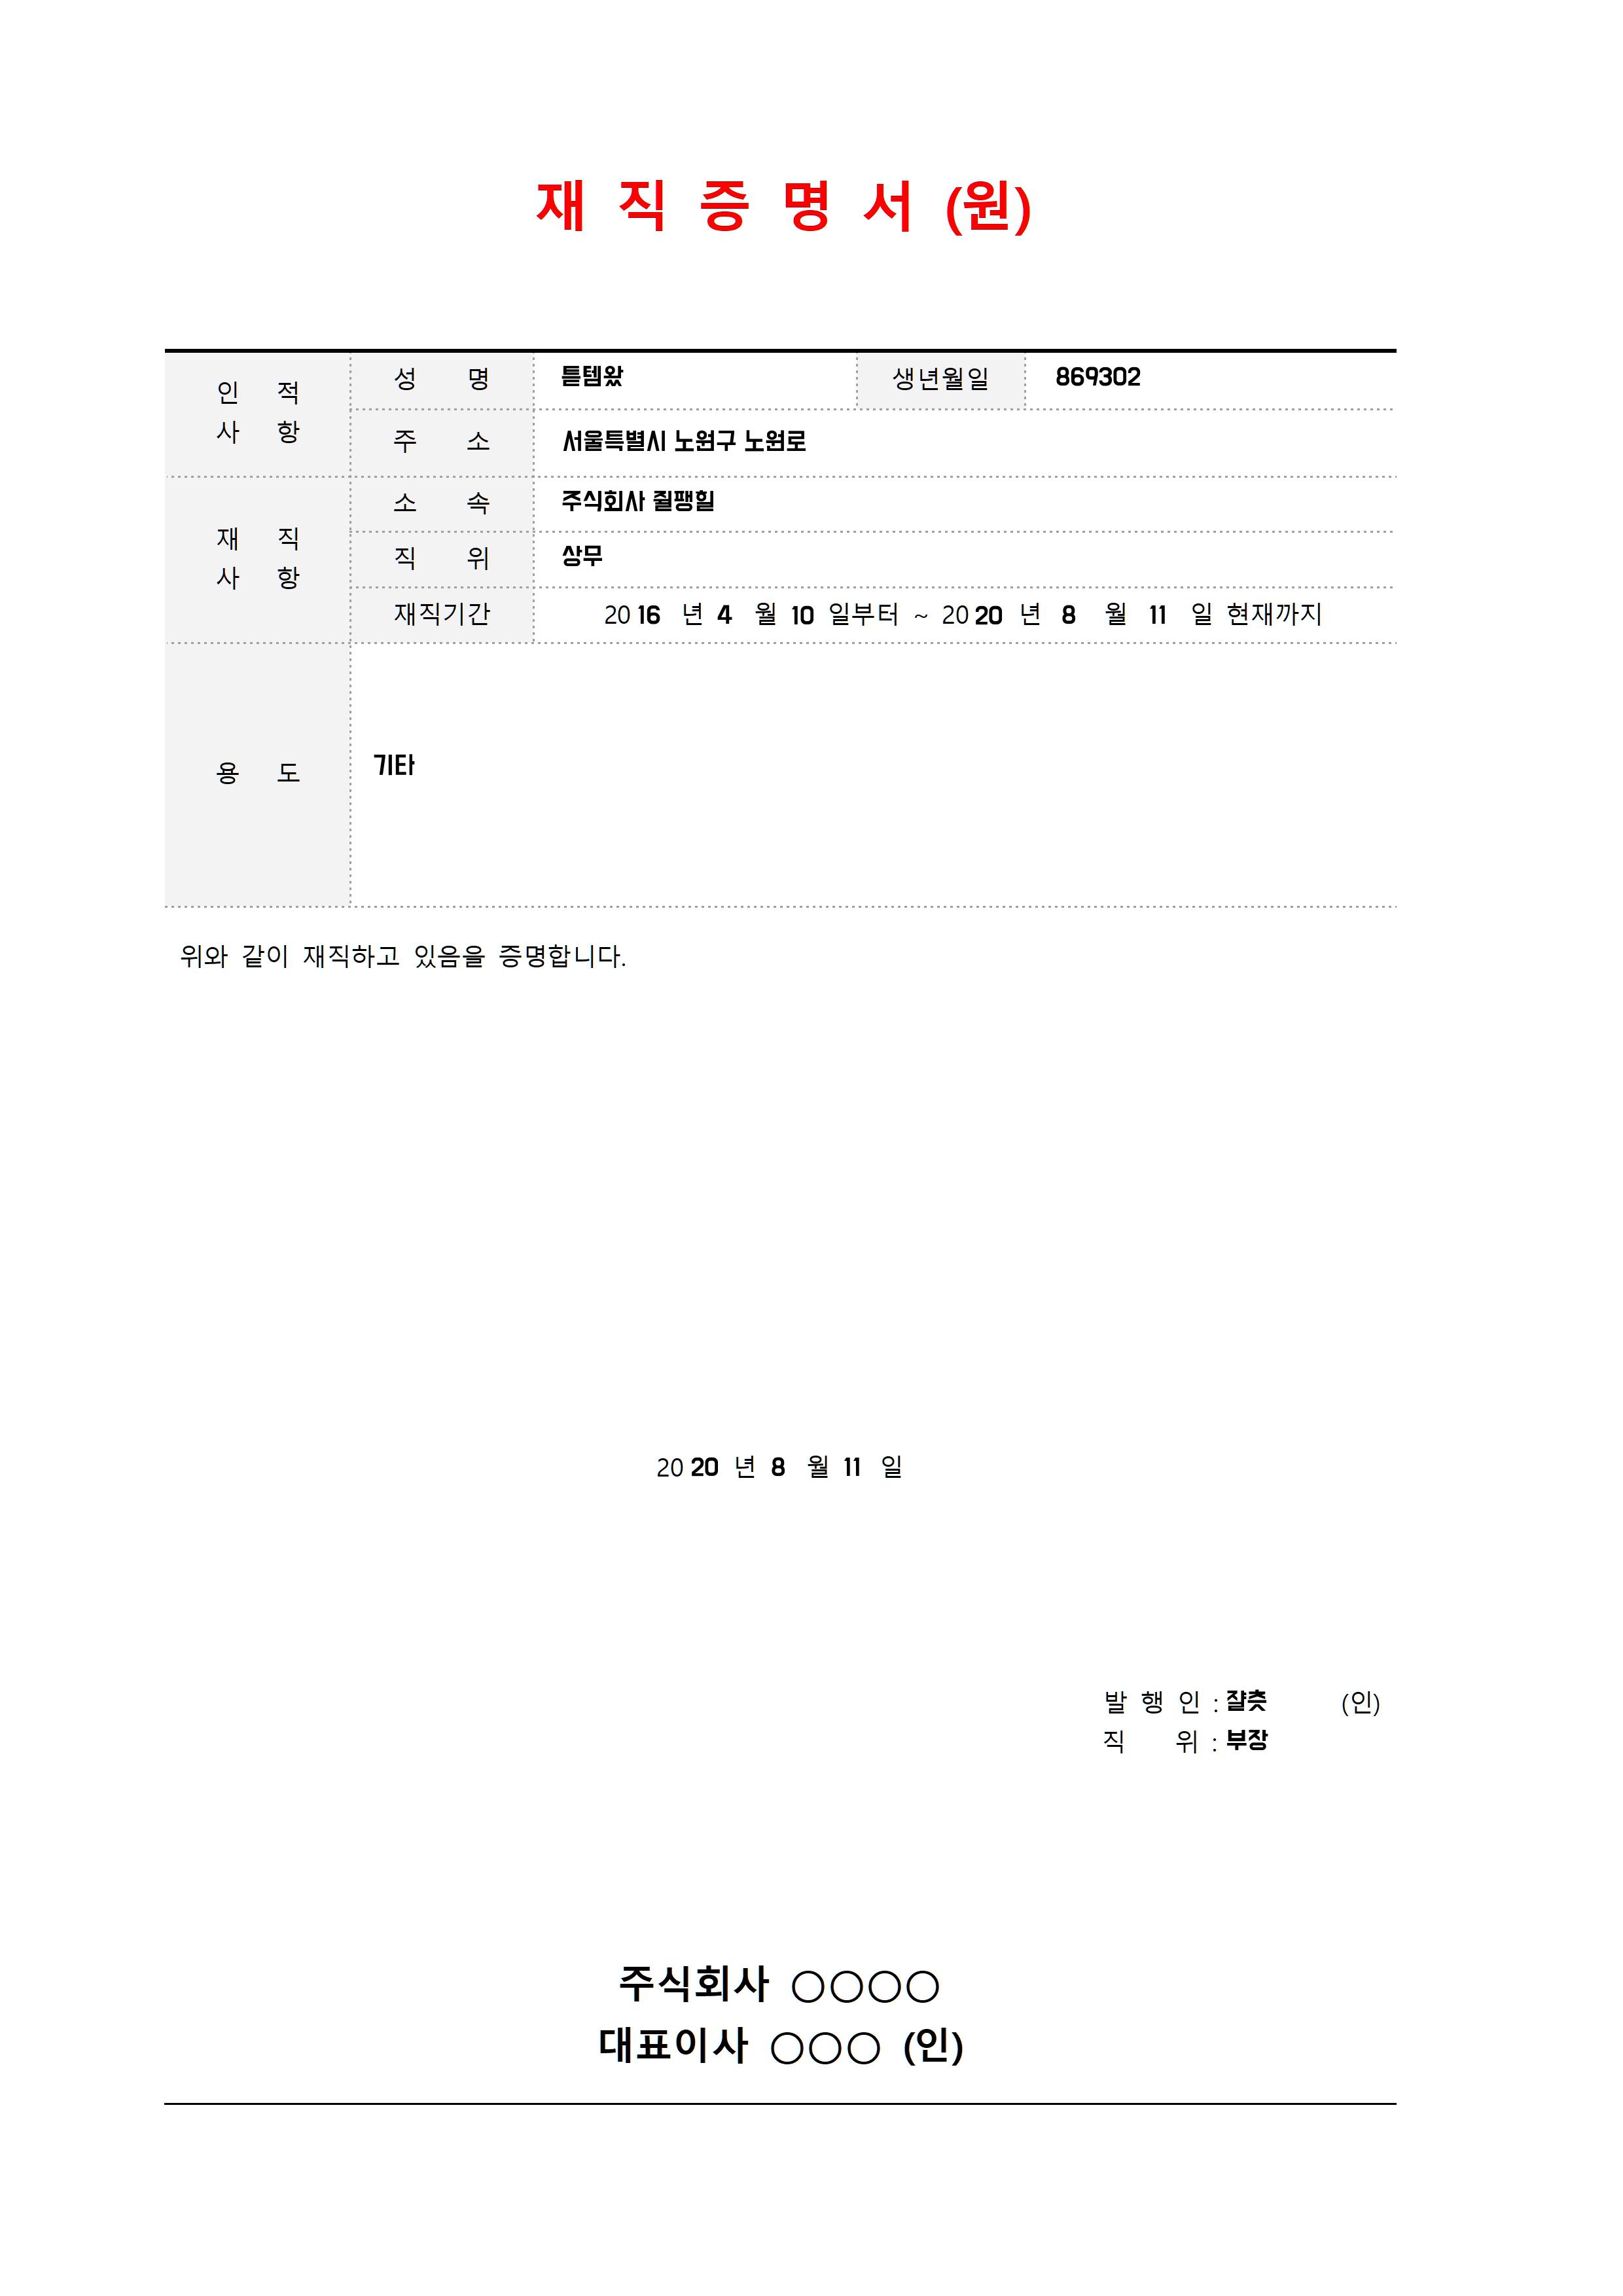 재 직 증 명 서 (원)
인 적 사 항
성 명 튿템왔 생년월일 869302
주 소 서울특별시 노원구 노원로
재 직 사 항
소 속 주식회사 췰팽힐
직 위 상무
재직기간 2016 년 4 월 10 일부터 ~ 2020 년 8 월 11 일 현재까지
용 도 기타
위와 같이 재직하고 있음을 증명합니다.
2020 년 8 월 11 일
발 행 인 : 쟐츳 (인)
직 위 : 부장
주식회사 ○○○○
대표이사 ○○○ (인)